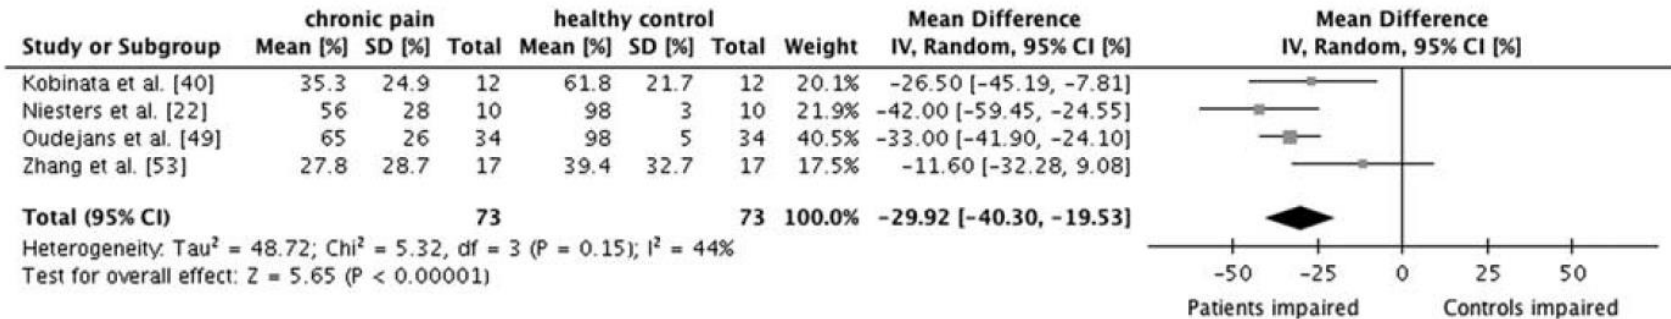 chronic pain healthy control Mean Difference Mean Difference
Study or Subgroup Mean [%] SD [%] Total Mean [%] SD [%] Total Weight IV, Random, 95% CI [%] IV, Random, 95% CI [%]
Kobinata et al. [40] 35.3 24.9 12 61.8 21.7 12 20.1% -26.50 [-45.19, -7.81]
Niesters et al. [22] 56 28 10 98 3 10 21.9% -42.00 [-59.45, -24.55]
Oudejans et al. [49] 65 26 34 98 5 34 40.5% -33.00 [-41.90, -24.10]
Zhang et al. [53] 27.8 28.7 17 39.4 32.7 17 17.5% -11.60 [-32.28, 9.08]
Total (95% CI) 73 73 100.0% -29.92 [-40.30, -19.53]
Heterogeneity: Tau² = 48.72; Chi² = 5.32, df = 3 (P = 0.15); I² = 44%
Test for overall effect: Z = 5.65 (P < 0.00001)
-50 -25 0 25 50
Patients impaired Controls impaired